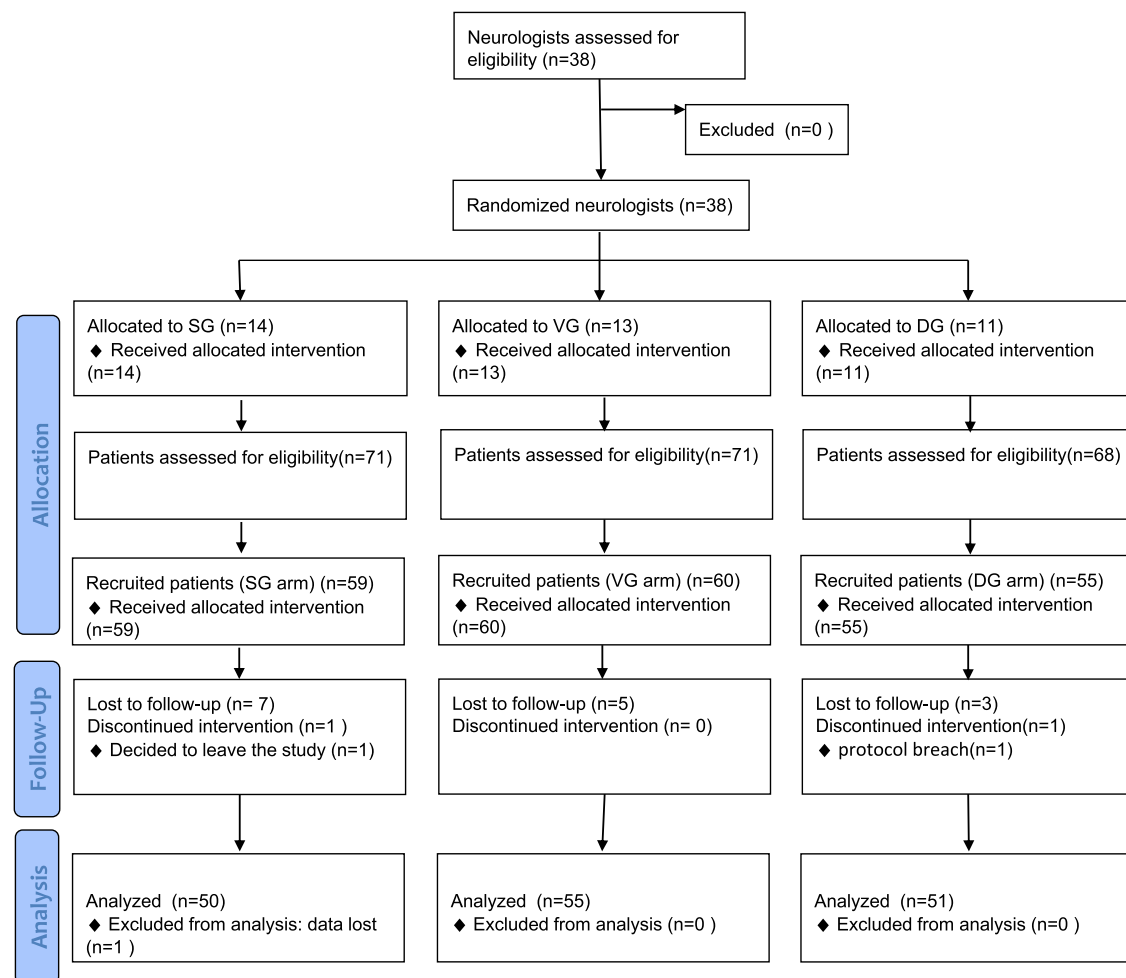 Neurologists assessed for
eligibility (n=38)
Excluded  (n=0 )
Randomized neurologists (n=38)
Allocation
Allocated to SG (n=14)
♦ Received allocated intervention
(n=14)
Allocated to VG (n=13)
♦ Received allocated intervention
(n=13)
Allocated to DG (n=11)
♦ Received allocated intervention
(n=11)
Patients assessed for eligibility(n=71)
Patients assessed for eligibility(n=71)
Patients assessed for eligibility(n=68)
Recruited patients (SG arm) (n=59)
♦ Received allocated intervention
(n=59)
Recruited patients (VG arm) (n=60)
♦ Received allocated intervention
(n=60)
Recruited patients (DG arm) (n=55)
♦ Received allocated intervention
(n=55)
Follow-Up
Lost to follow-up (n= 7)
Discontinued intervention (n=1 )
♦ Decided to leave the study (n=1)
Lost to follow-up (n=5)
Discontinued intervention (n= 0)
Lost to follow-up (n=3)
Discontinued intervention(n=1)
♦ protocol breach(n=1)
Analysis
Analyzed (n=50)
♦ Excluded from analysis: data lost
(n=1 )
Analyzed (n=55)
♦ Excluded from analysis (n=0 )
Analyzed (n=51)
♦ Excluded from analysis (n=0 )